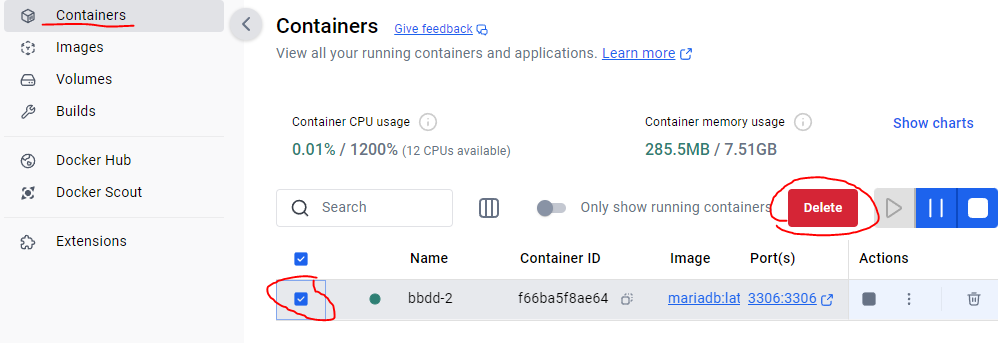 Containers
Images
Volumes
Builds
Docker Hub
Docker Scout
Extensions
Containers Give feedback
View all your running containers and applications. Learn more
Container CPU usage
0.01% / 1200% (12 CPUs available)
Container memory usage
285.5MB / 7.51GB
Show charts
Search
Only show running containers
Delete
Name Container ID Image Port(s) Actions
bbdd-2 f66ba5f8ae64 mariadb:lat 3306:3306